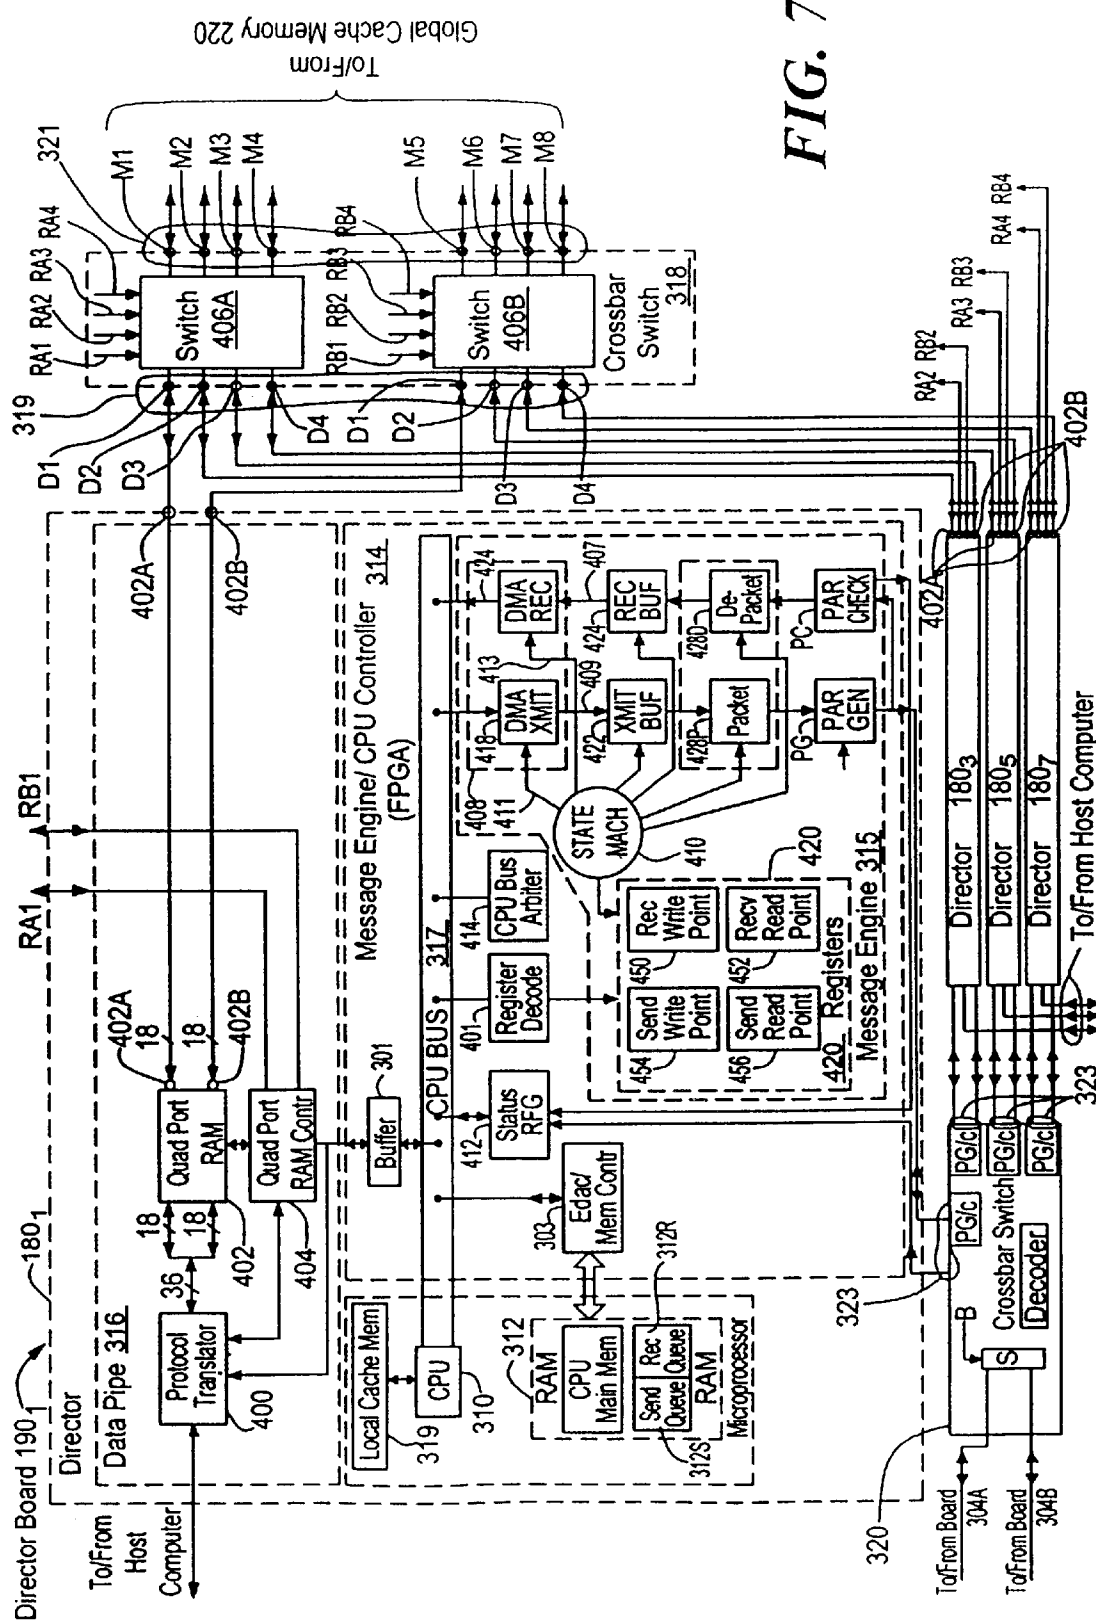 Director Board 190₁
180₁
Director
Data Pipe 316
To/From
Host
Computer
Protocol
Translator
400
36
18
18
Quad Port
RAM
402
Quad Port
RAM Contr
404
402A
18
18
402B
RA1
RB1
402A
402B
319
D1
D2
D3
D4
D1
D2
D3
D4
RA1
RA2
RA3
RA4
Switch
406A
RB1
RB2
RB3
RB4
Switch
406B
Crossbar
Switch
318
321
M1
M2
M3
M4
M5
M6
M7
M8
To/From
Global Cache Memory 220
FIG. 7
Message Engine/ CPU Controller
(FPGA)
314
Buffer
301
CPU BUS
317
Local Cache Mem
319
CPU
310
312
RAM
CPU
Main Mem
Send
Queue
Rec
Queue
RAM
312S
312R
Microprocessor
303
Edac/
Mem Contr
412
Status
RFG
401
Register
Decode
414
CPU Bus
Arbiter
408
411
413
418
DMA
XMIT
DMA
REC
424
409
407
422
XMIT
BUF
424
REC
BUF
428P
Packet
428D
De-
Packet
PG
PAR
GEN
PC
PAR
CHECK
STATE
MACH
410
454
Send
Write
Point
450
Rec
Write
Point
456
Send
Read
Point
452
Recv
Read
Point
420
420 Registers
Message Engine 315
402A
402B
RA2
RB2
RA3
RB3
RA4
RB4
Director 180₃
Director 180₅
Director 180₇
To/From Host Computer
323
323
PG/c
PG/c
PG/c
PG/c
Crossbar Switch
Decoder
B
S
320
To/From Board
304A
To/From Board
304B